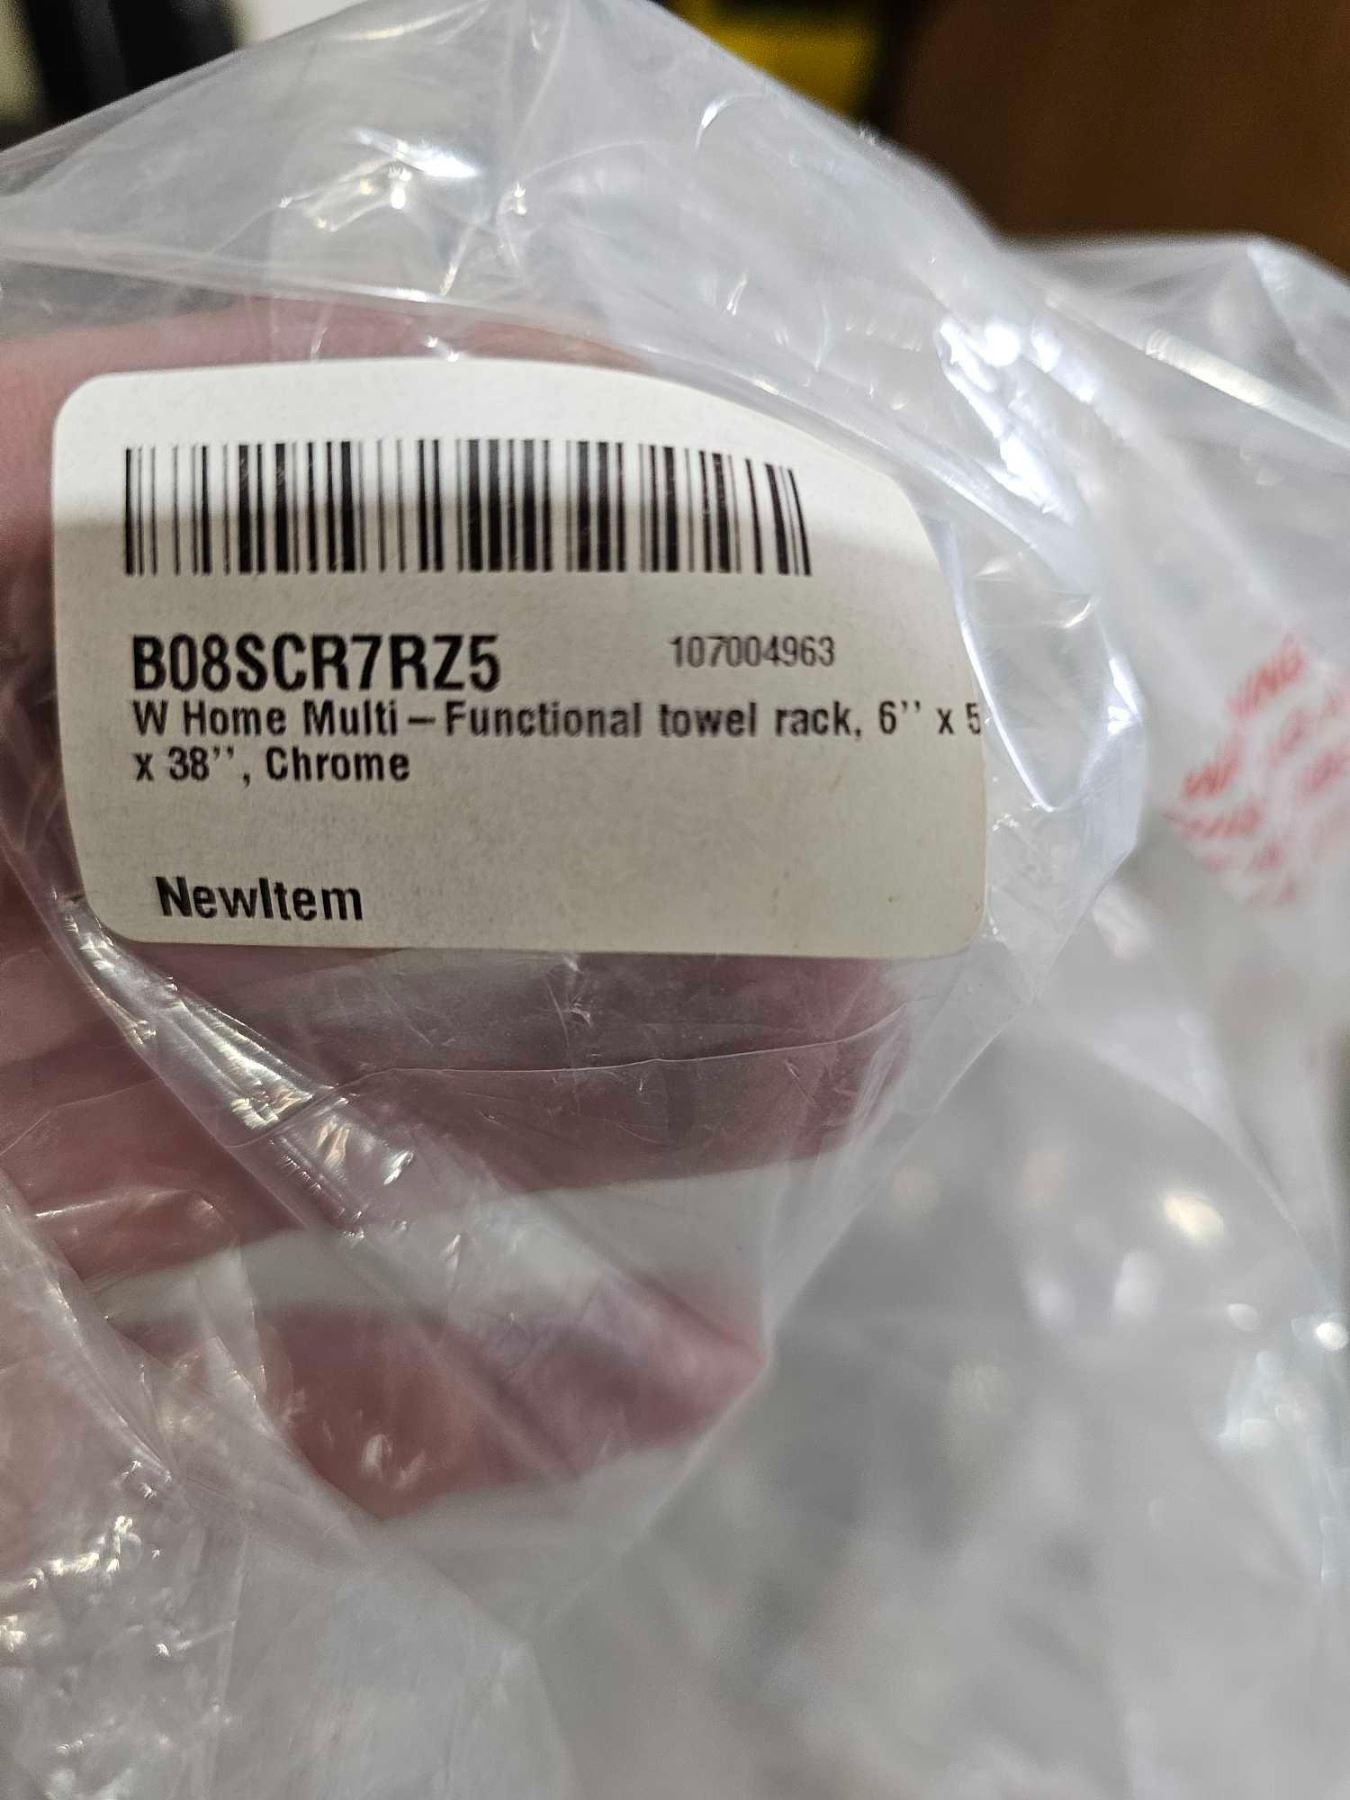 B08SCR7RZ5 107004963
W Home Multi–Functional towel rack, 6’’ x 5
x 38’’, Chrome
NewItem